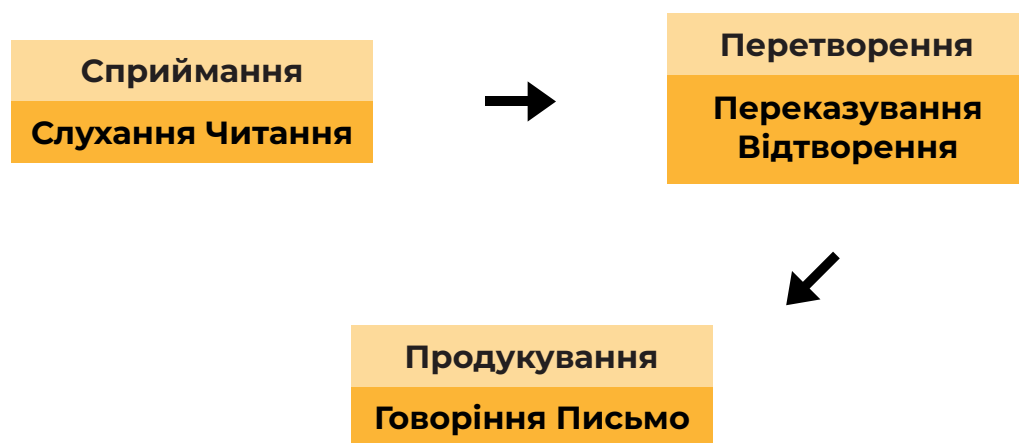 Сприймання
Слухання Читання
Перетворення
Переказування
Відтворення
Продукування
Говоріння Письмо